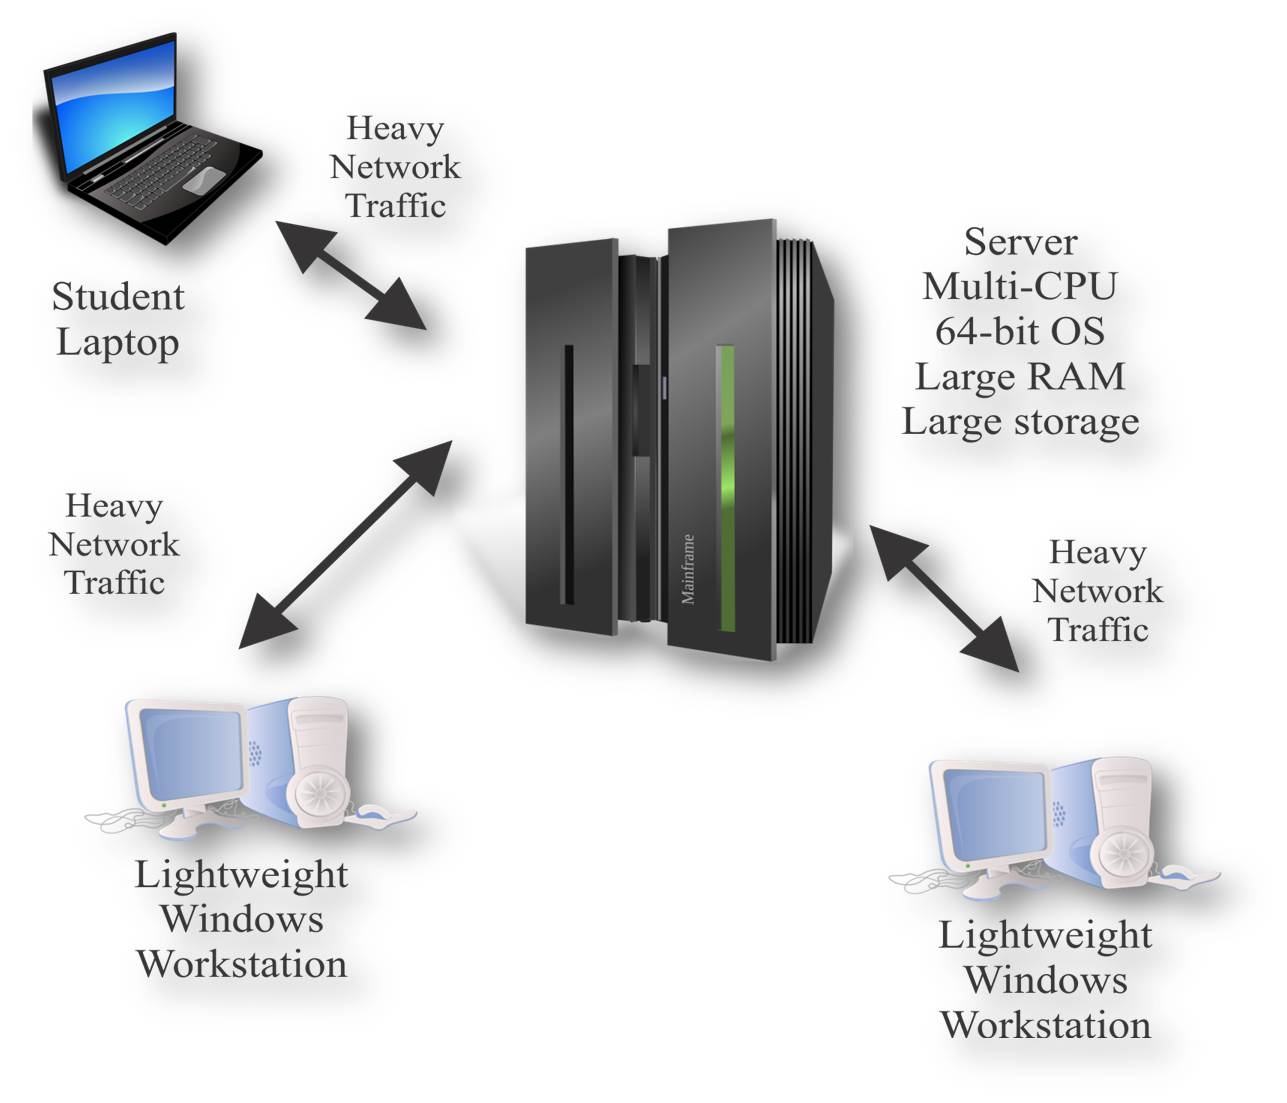 Heavy
Network
Traffic
Student
Laptop
Server
Multi-CPU
64-bit OS
Large RAM
Large storage
Heavy
Network
Traffic
Mainframe
Heavy
Network
Traffic
Lightweight
Windows
Workstation
Lightweight
Windows
Workstation